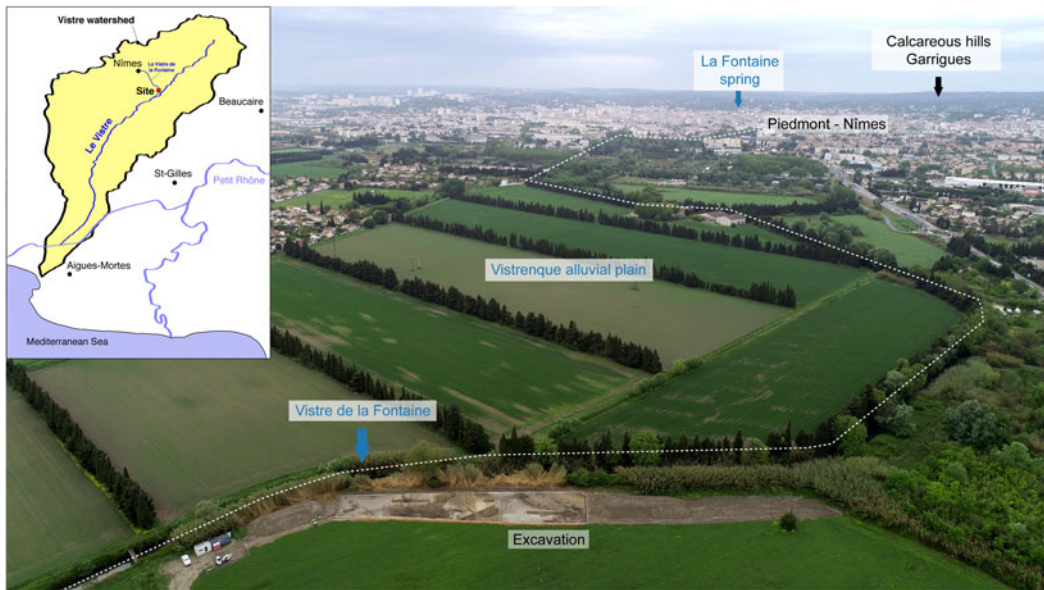 Vistre watershed
Nîmes
Le Vistre de
la Fontaine
Site
Beaucaire
Le Vistre
St-Gilles
Petit Rhône
Aigues-Mortes
Mediterranean Sea
La Fontaine
spring
Calcareous hills
Garrigues
Piedmont - Nîmes
Vistrenque alluvial plain
Vistre de la Fontaine
Excavation